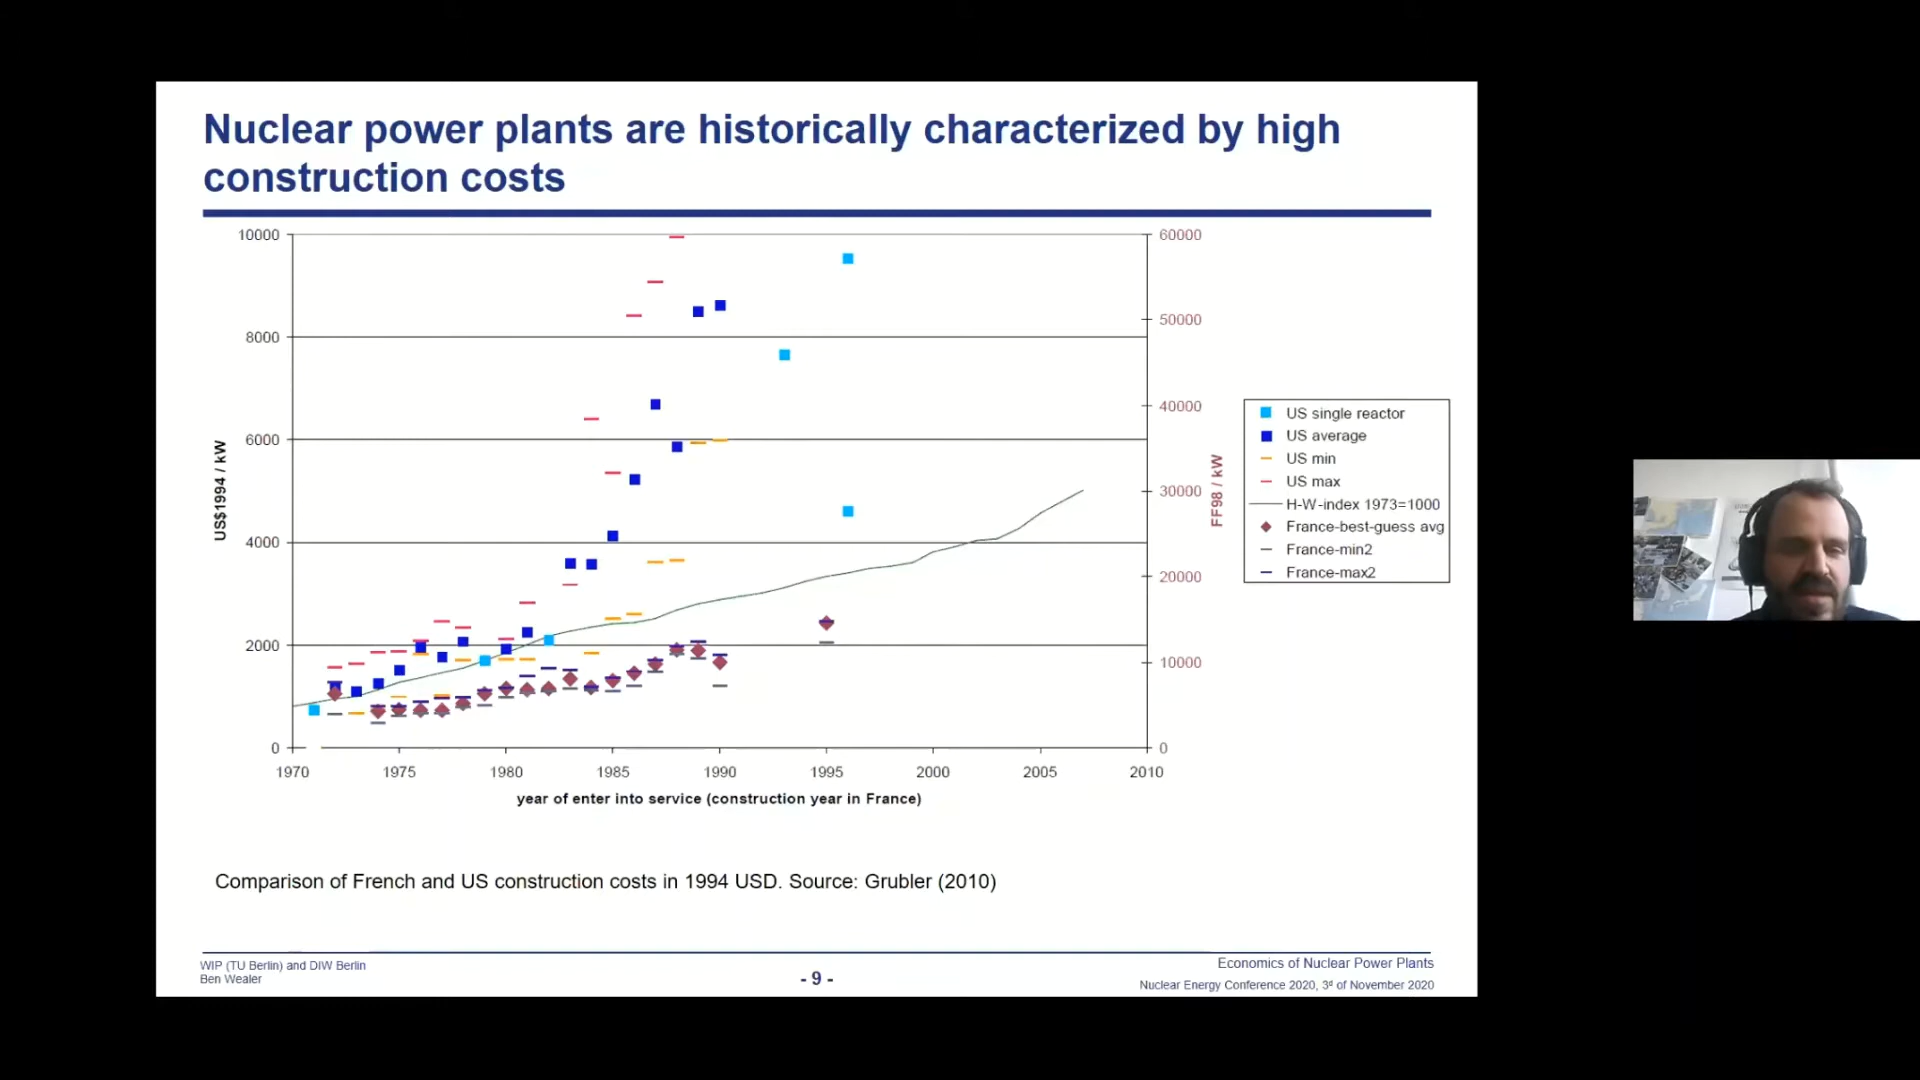 Nuclear power plants are historically characterized by high
construction costs
10000
8000
6000
4000
2000
0
US$1994 / kW
60000
50000
40000
30000
20000
10000
0
FF98 / kW
1970 1975 1980 1985 1990 1995 2000 2005 2010
year of enter into service (construction year in France)
US single reactor
US average
US min
US max
H-W-index 1973=1000
France-best-guess avg
France-min2
France-max2
Comparison of French and US construction costs in 1994 USD. Source: Grubler (2010)
WIP (TU Berlin) and DIW Berlin
Ben Wealer
- 9 -
Economics of Nuclear Power Plants
Nuclear Energy Conference 2020, 3ᵈ of November 2020